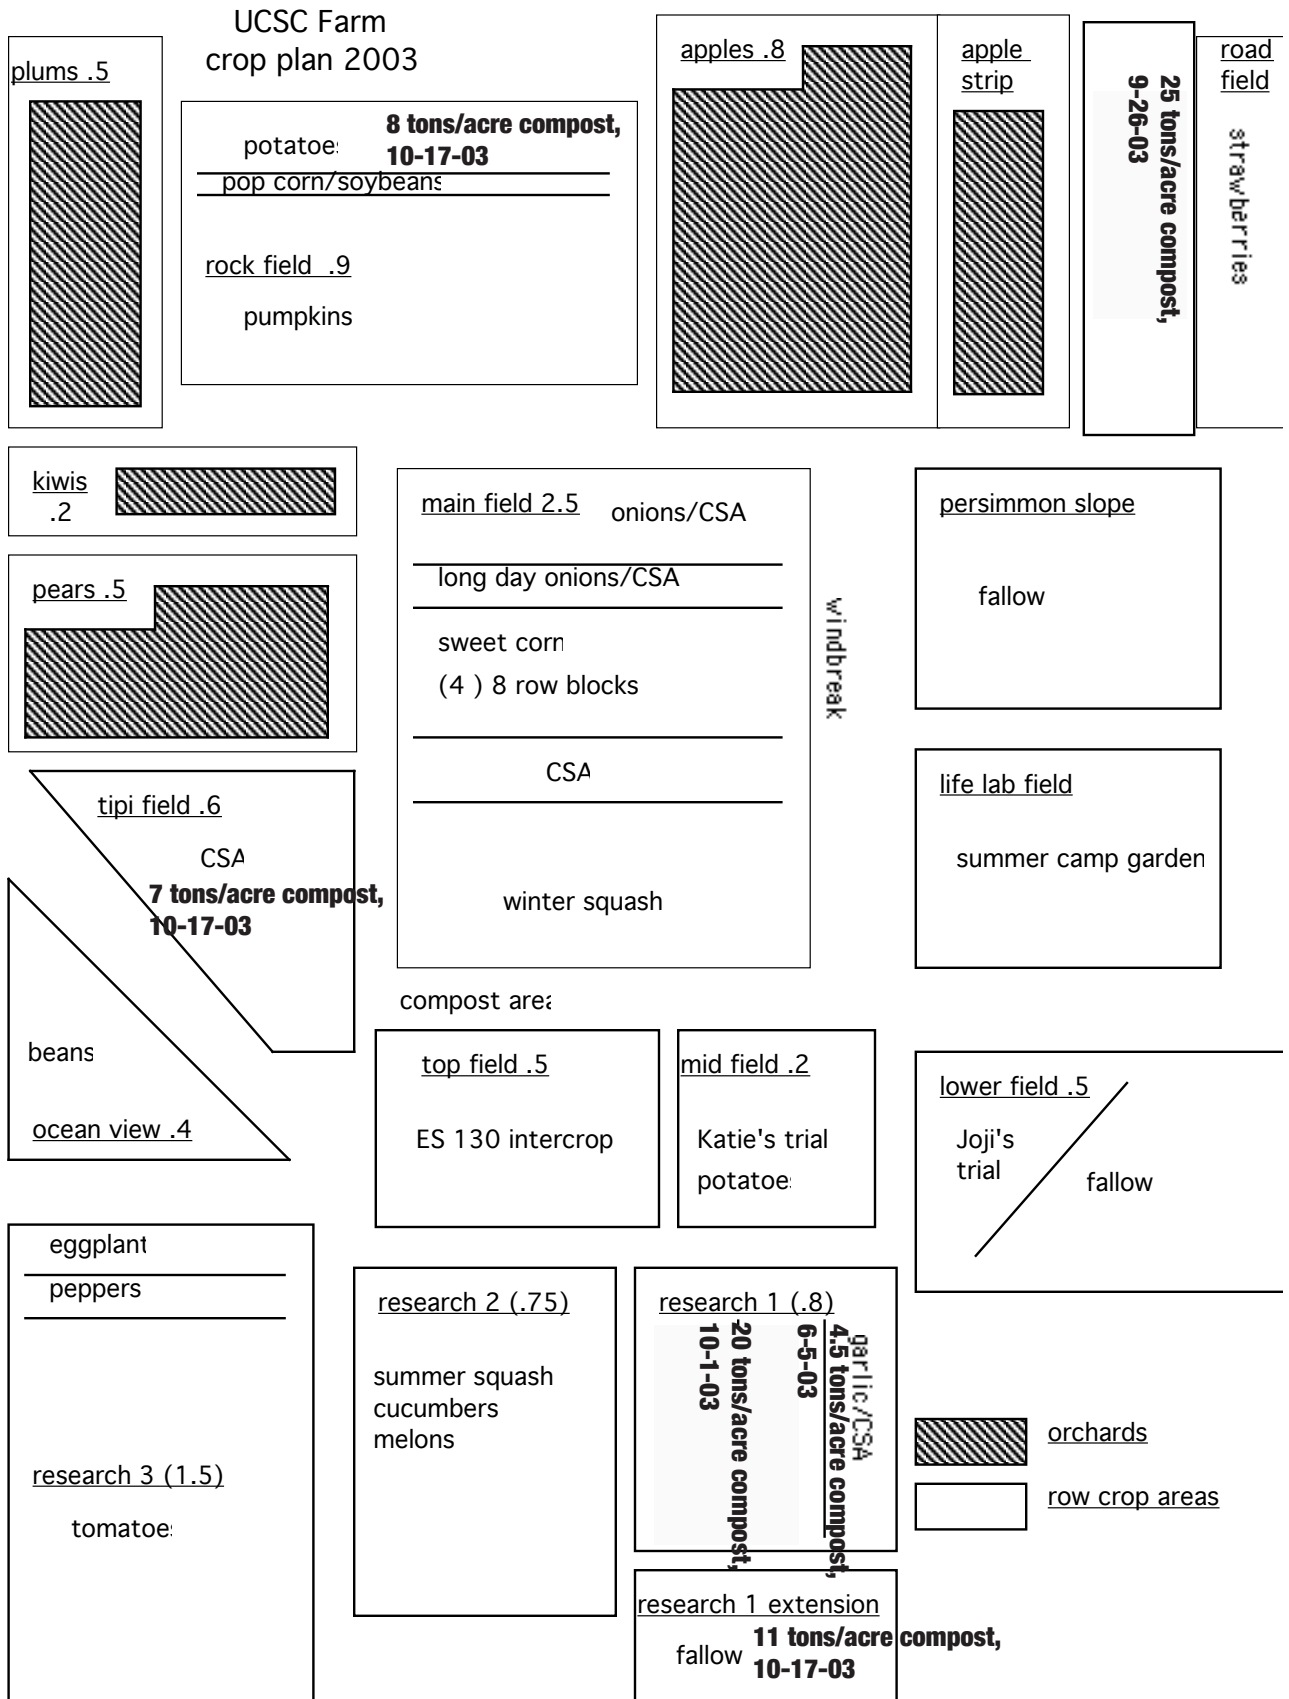 UCSC Farm
crop plan 2003
plums .5
potatoes
8 tons/acre compost,
10-17-03
pop corn/soybeans
rock field .9
pumpkins
apples .8
apple
strip
25 tons/acre compost,
9-26-03
road
field
strawberries
kiwis
.2
pears .5
main field 2.5
onions/CSA
long day onions/CSA
sweet corn
(4 ) 8 row blocks
CSA
winter squash
windbreak
persimmon slope
fallow
life lab field
summer camp garden
tipi field .6
CSA
7 tons/acre compost,
10-17-03
beans
ocean view .4
compost area
top field .5
ES 130 intercrop
mid field .2
Katie's trial
potatoes
lower field .5
Joji's
trial
fallow
eggplant
peppers
research 3 (1.5)
tomatoes
research 2 (.75)
summer squash
cucumbers
melons
research 1 (.8)
garlic/CSA
4.5 tons/acre compost,
6-5-03
20 tons/acre compost,
10-1-03
research 1 extension
fallow
11 tons/acre compost,
10-17-03
orchards
row crop areas